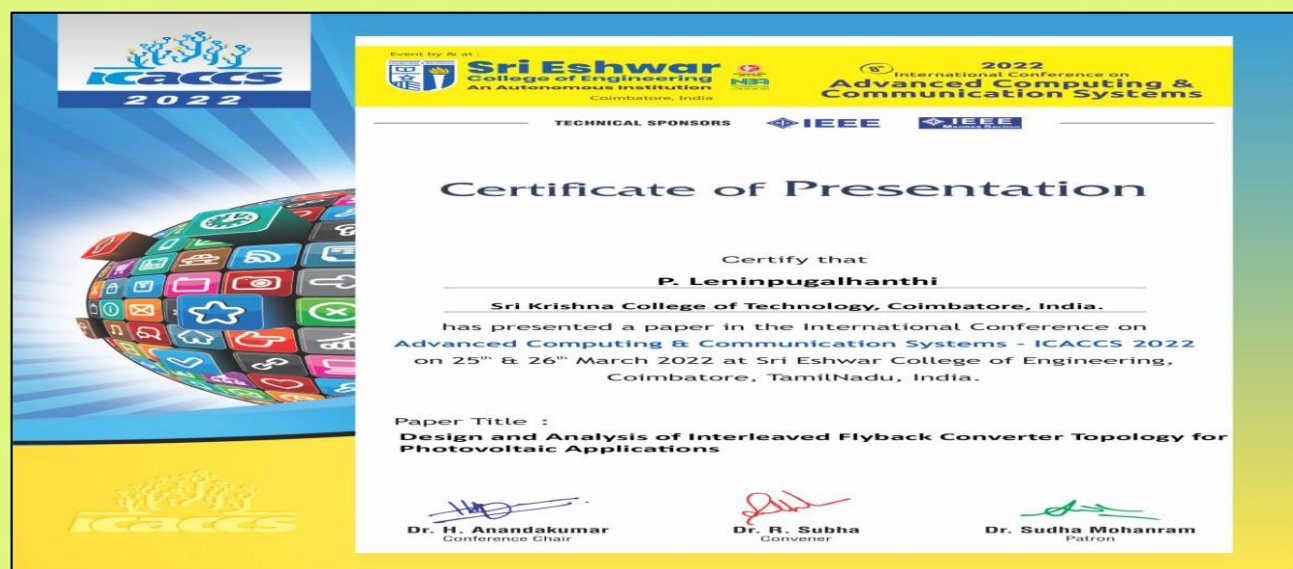 icaccs
2022
Event by & at :
Sri Eshwar
College of Engineering
An Autonomous Institution
Coimbatore, India
NBA
2022
8th International Conference on
Advanced Computing &
Communication Systems
TECHNICAL SPONSORS IEEE IEEE
MADRAS SECTION
Certificate of Presentation
Certify that
P. Leninpugalhanthi
Sri Krishna College of Technology, Coimbatore, India.
has presented a paper in the International Conference on
Advanced Computing & Communication Systems - ICACCS 2022
on 25th & 26th March 2022 at Sri Eshwar College of Engineering,
Coimbatore, TamilNadu, India.
Paper Title :
Design and Analysis of Interleaved Flyback Converter Topology for
Photovoltaic Applications
Dr. H. Anandakumar
Conference Chair
Dr. R. Subha
Convener
Dr. Sudha Mohanram
Patron
icaccs